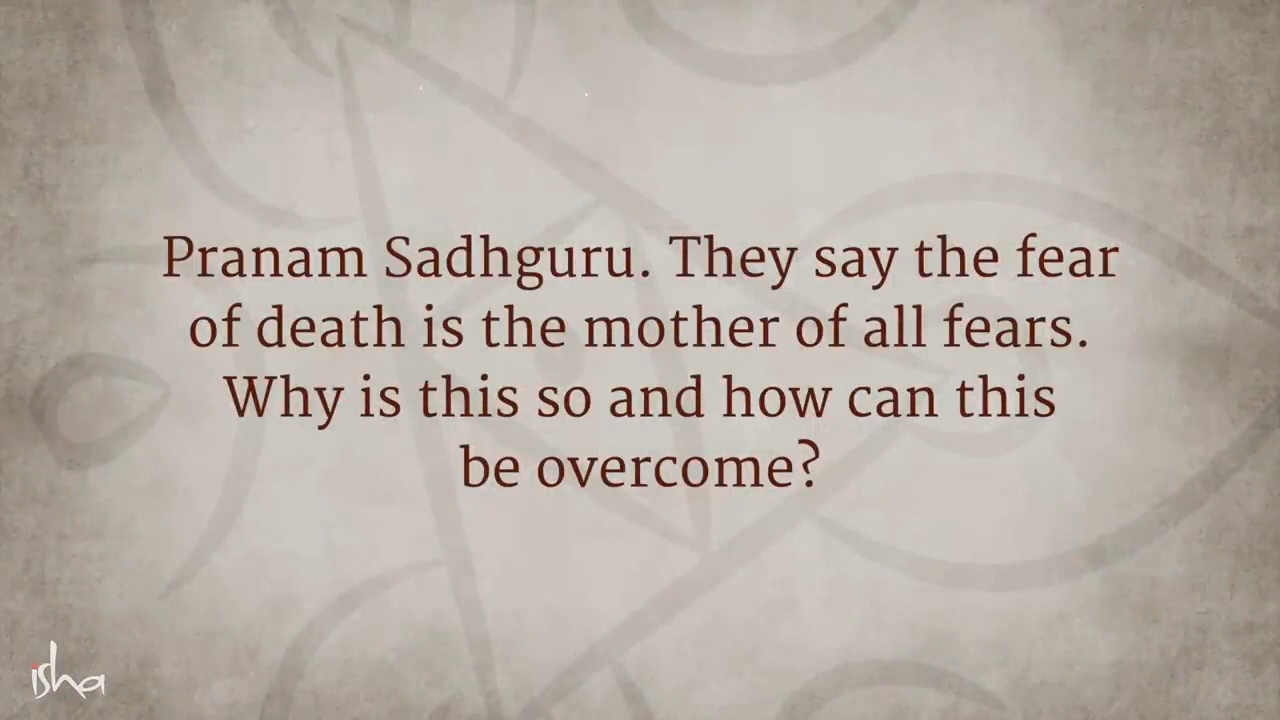 Pranam Sadhguru. They say the fear
of death is the mother of all fears.
Why is this so and how can this
be overcome?
isha